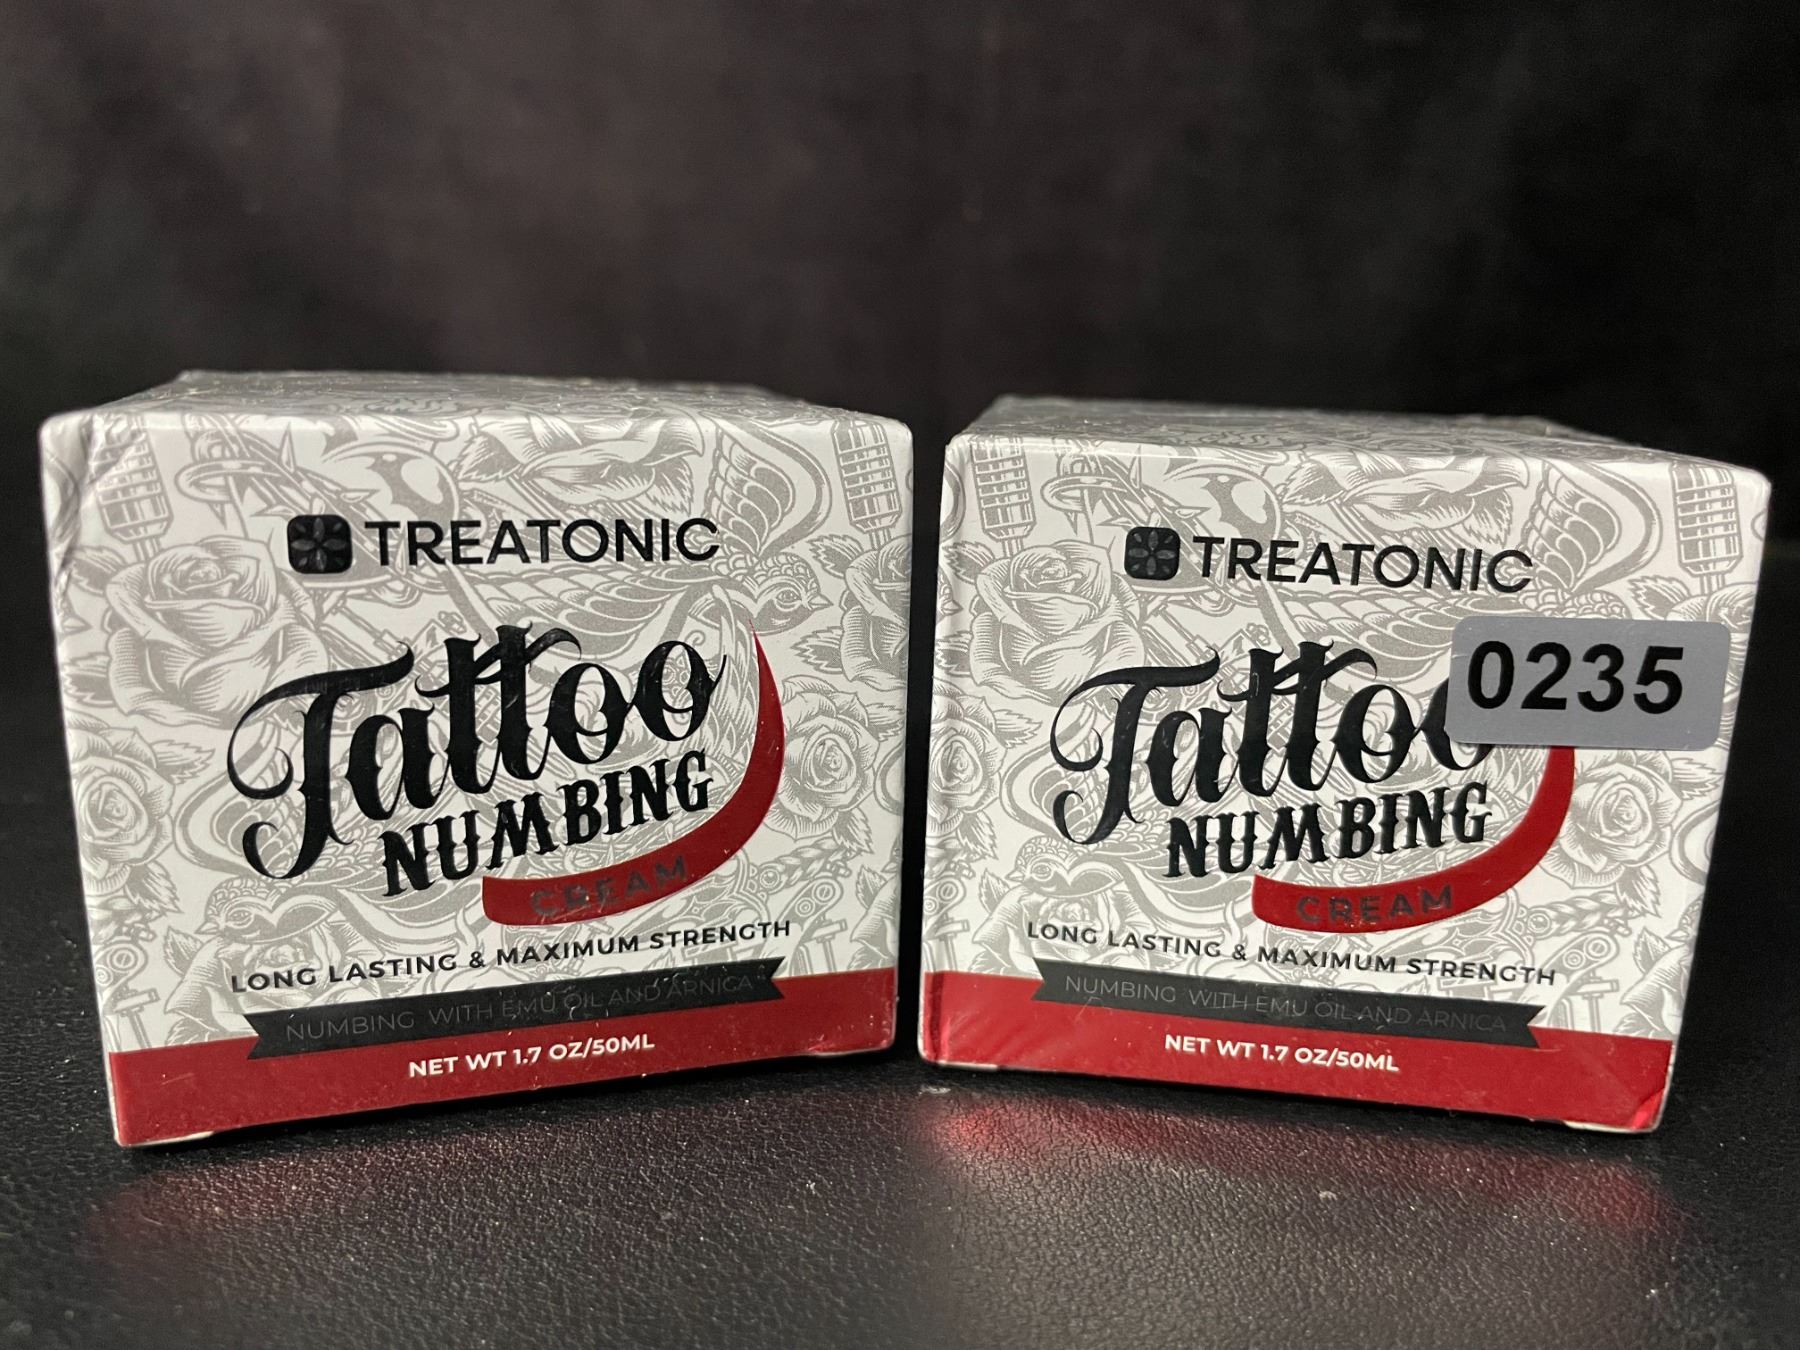 TREATONIC
Tattoo
NUMBING
CREAM
LONG LASTING & MAXIMUM STRENGTH
NUMBING WITH EMU OIL AND ARNICA
NET WT 1.7 OZ/50ML
TREATONIC
0235
Tattoo
NUMBING
CREAM
LONG LASTING & MAXIMUM STRENGTH
NUMBING WITH EMU OIL AND ARNICA
NET WT 1.7 OZ/50ML